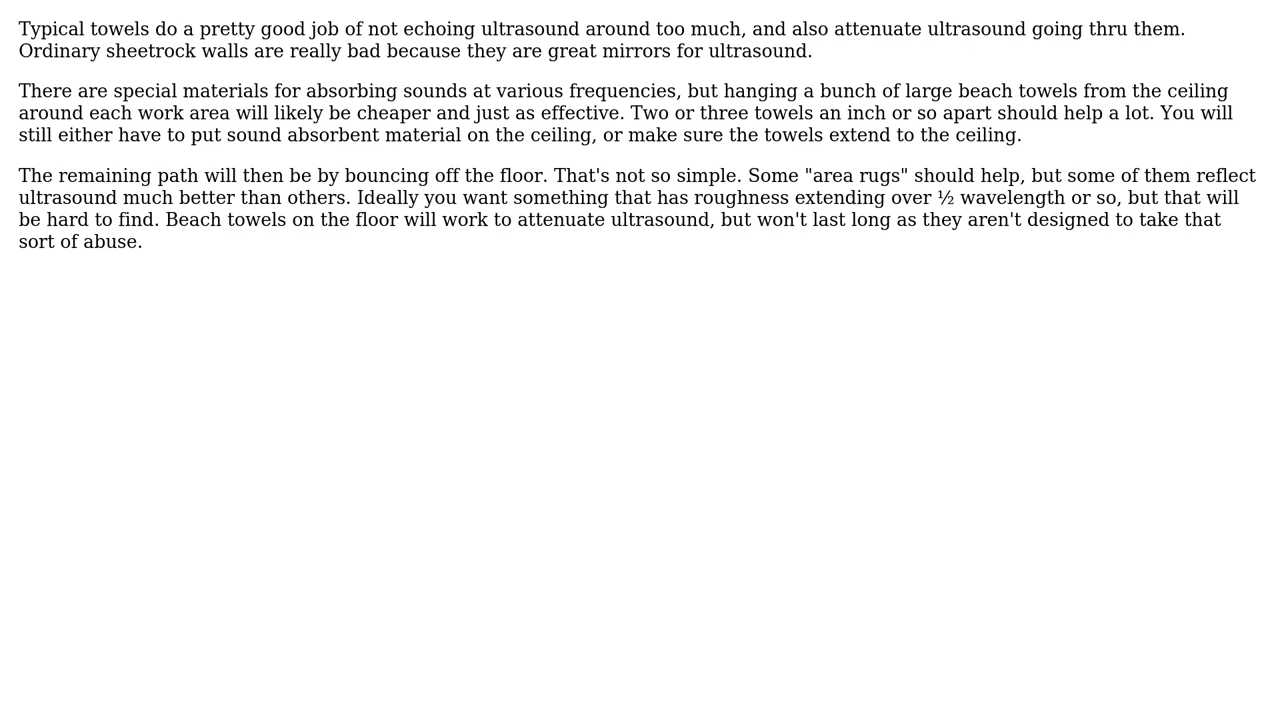 Typical towels do a pretty good job of not echoing ultrasound around too much, and also attenuate ultrasound going thru them.
Ordinary sheetrock walls are really bad because they are great mirrors for ultrasound.
There are special materials for absorbing sounds at various frequencies, but hanging a bunch of large beach towels from the ceiling
around each work area will likely be cheaper and just as effective. Two or three towels an inch or so apart should help a lot. You will
still either have to put sound absorbent material on the ceiling, or make sure the towels extend to the ceiling.
The remaining path will then be by bouncing off the floor. That's not so simple. Some "area rugs" should help, but some of them reflect
ultrasound much better than others. Ideally you want something that has roughness extending over ½ wavelength or so, but that will
be hard to find. Beach towels on the floor will work to attenuate ultrasound, but won't last long as they aren't designed to take that
sort of abuse.